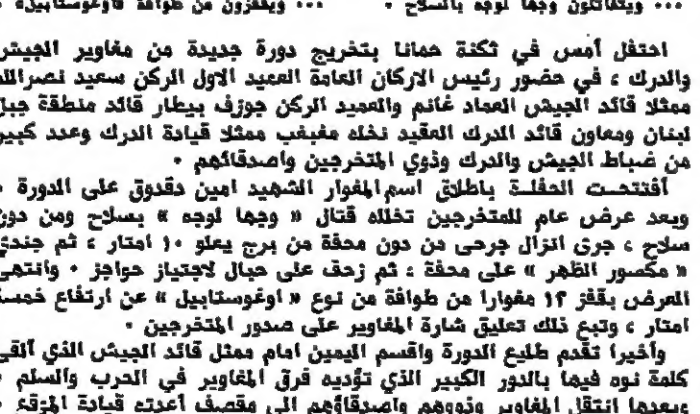 ... ويتقاتلون وجها لوجه بالسلاح • ... ويقفزون من طوافة «اوغوستابيل»
احتفل أمس في ثكنة حمانا بتخريج دورة جديدة من مغاوير الجيش
والدرك ، في حضور رئيس الاركان العامة العميد الاول الركن سعيد نصرالله
ممثلا قائد الجيش العماد غانم والعميد الركن جوزف بيطار قائد منطقة جبل
لبنان ومعاون قائد الدرك العقيد نخله مغبغب ممثلا قيادة الدرك وعدد كبير
من ضباط الجيش والدرك وذوي المتخرجين واصدقائهم •
أفتتحت الحفلة باطلاق اسم المغوار الشهيد امين دقدوق على الدورة •
وبعد عرض عام للمتخرجين تخلله قتال « وجها لوجه » بسلاح ومن دون
سلاح ، جرى انزال جرحى من دون محفة من برج يعلو ١٠ امتار ، ثم جندي
« مكسور الظهر » على محفة ، ثم زحف على حبال لاجتياز حواجز • وانتهى
العرض بقفز ١٢ مغوارا من طوافة من نوع « اوغوستابيل » عن ارتفاع خمسة
امتار ، وتبع ذلك تعليق شارة المغاوير على صدور المتخرجين •
وأخيرا تقدم طليع الدورة واقسم اليمين امام ممثل قائد الجيش الذي ألقى
كلمة نوه فيها بالدور الكبير الذي تؤديه فرق المغاوير في الحرب والسلم •
وبعدها انتقل المغاوير وذووهم واصدقاؤهم الى مقصف أعدته قيادة الموقع •